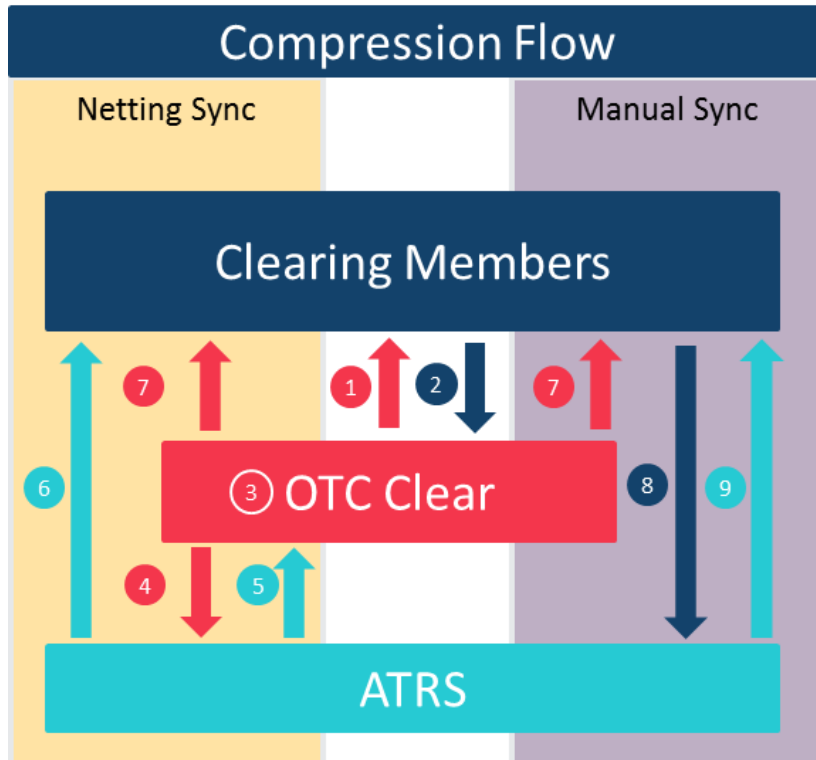 Compression Flow
Netting Sync
Manual Sync
Clearing Members
7
1
2
7
6
3 OTC Clear
8
9
4
5
ATRS